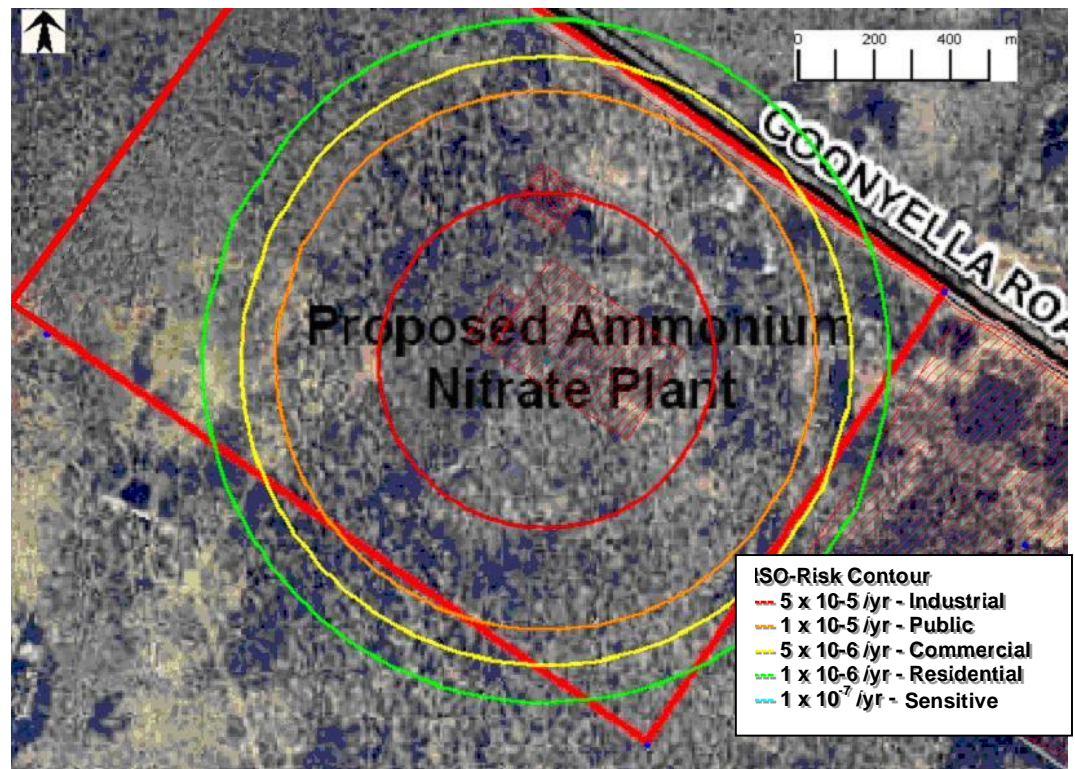 0 200 400 m
GOONYELLA ROA
Proposed Ammonium
Nitrate Plant
ISO-Risk Contour
5 x 10-5 /yr - Industrial
1 x 10-5 /yr - Public
5 x 10-6 /yr - Commercial
1 x 10-6 /yr - Residential
1 x 10⁻⁷ /yr - Sensitive